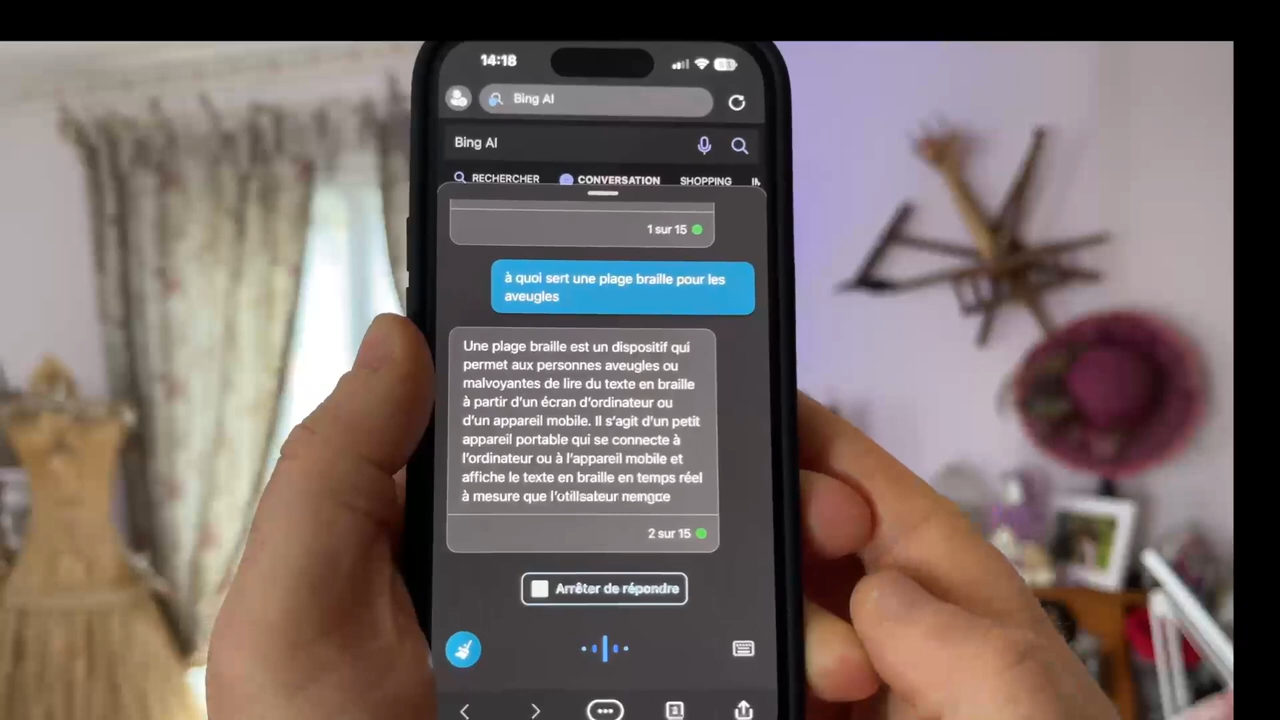 14:18
Bing AI
Bing AI
RECHERCHER CONVERSATION SHOPPING
1 sur 15
à quoi sert une plage braille pour les
aveugles
Une plage braille est un dispositif qui
permet aux personnes aveugles ou
malvoyantes de lire du texte en braille
à partir d'un écran d'ordinateur ou
d'un appareil mobile. Il s'agit d'un petit
appareil portable qui se connecte à
l'ordinateur ou à l'appareil mobile et
affiche le texte en braille en temps réel
à mesure que
2 sur 15
Arrêter de répondre